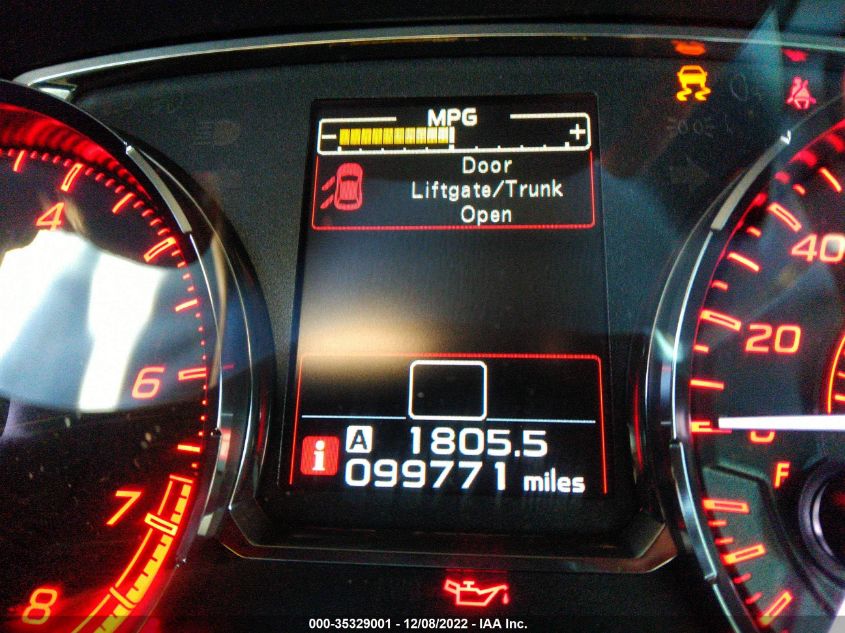 MPG
- +
Door
Liftgate/Trunk
Open
4
6
7
8
40
20
0
F
i A 1805.5
099771 miles
000-35329001 - 12/08/2022 - IAA Inc.